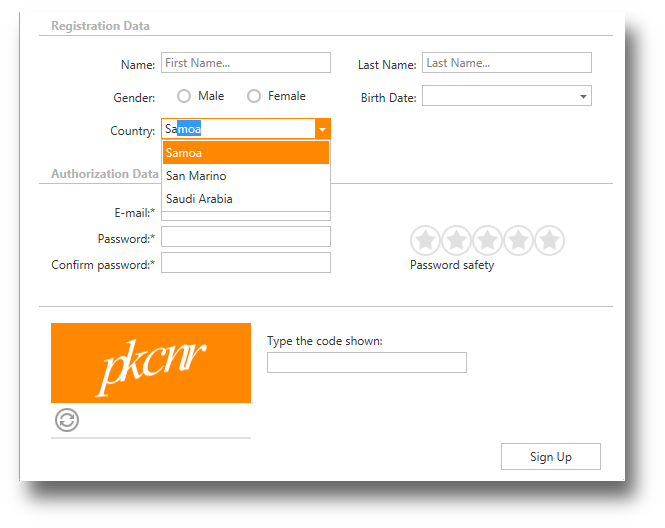 Registration Data
Name: First Name... Last Name: Last Name...
Gender: Male Female Birth Date:
Country: Samoa
Samoa
San Marino
Saudi Arabia
Authorization Data
E-mail:*
Password:*
Confirm password:* Password safety
pkcnr
Type the code shown:
Sign Up